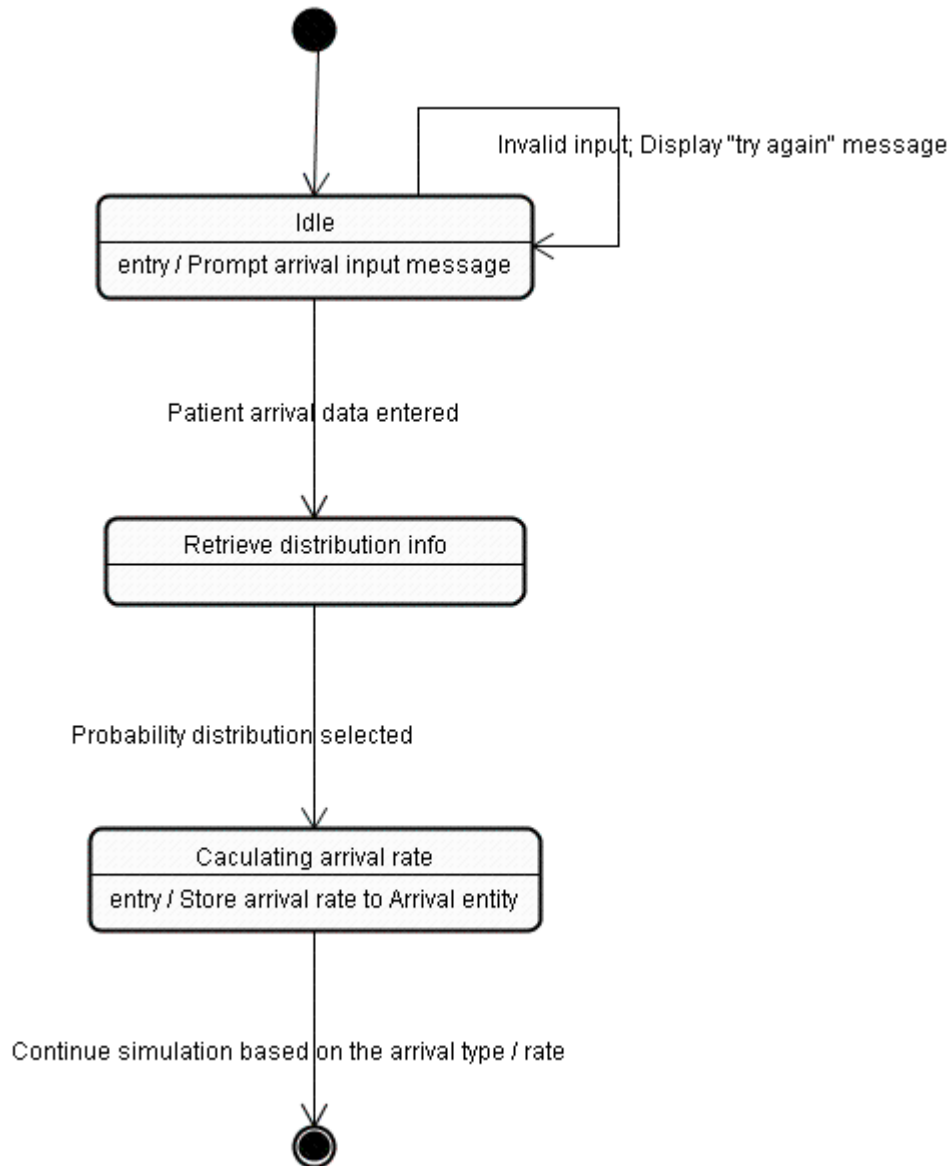 Invalid input; Display "try again" message
Idle
entry / Prompt arrival input message
Patient arrival data entered
Retrieve distribution info
Probability distribution selected
Caculating arrival rate
entry / Store arrival rate to Arrival entity
Continue simulation based on the arrival type / rate